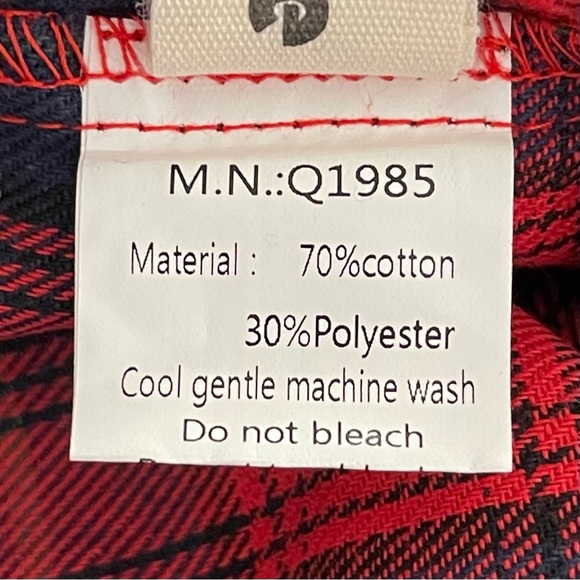 M.N.:Q1985
Material : 70%cotton
30%Polyester
Cool gentle machine wash
Do not bleach